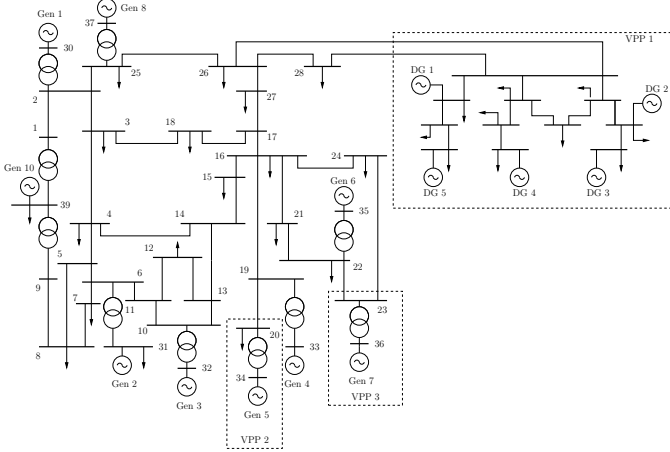 Gen 8
Gen 1
37
30
VPP 1
25
26
28
DG 1
DG 2
2
27
3
18
17
1
16
24
Gen 10
15
Gen 6
DG 5
DG 4
DG 3
39
35
4
14
21
5
12
22
6
19
9
7
13
11
23
10
20
8
31
33
36
32
34
Gen 2
Gen 4
Gen 7
Gen 3
VPP 3
Gen 5
VPP 2